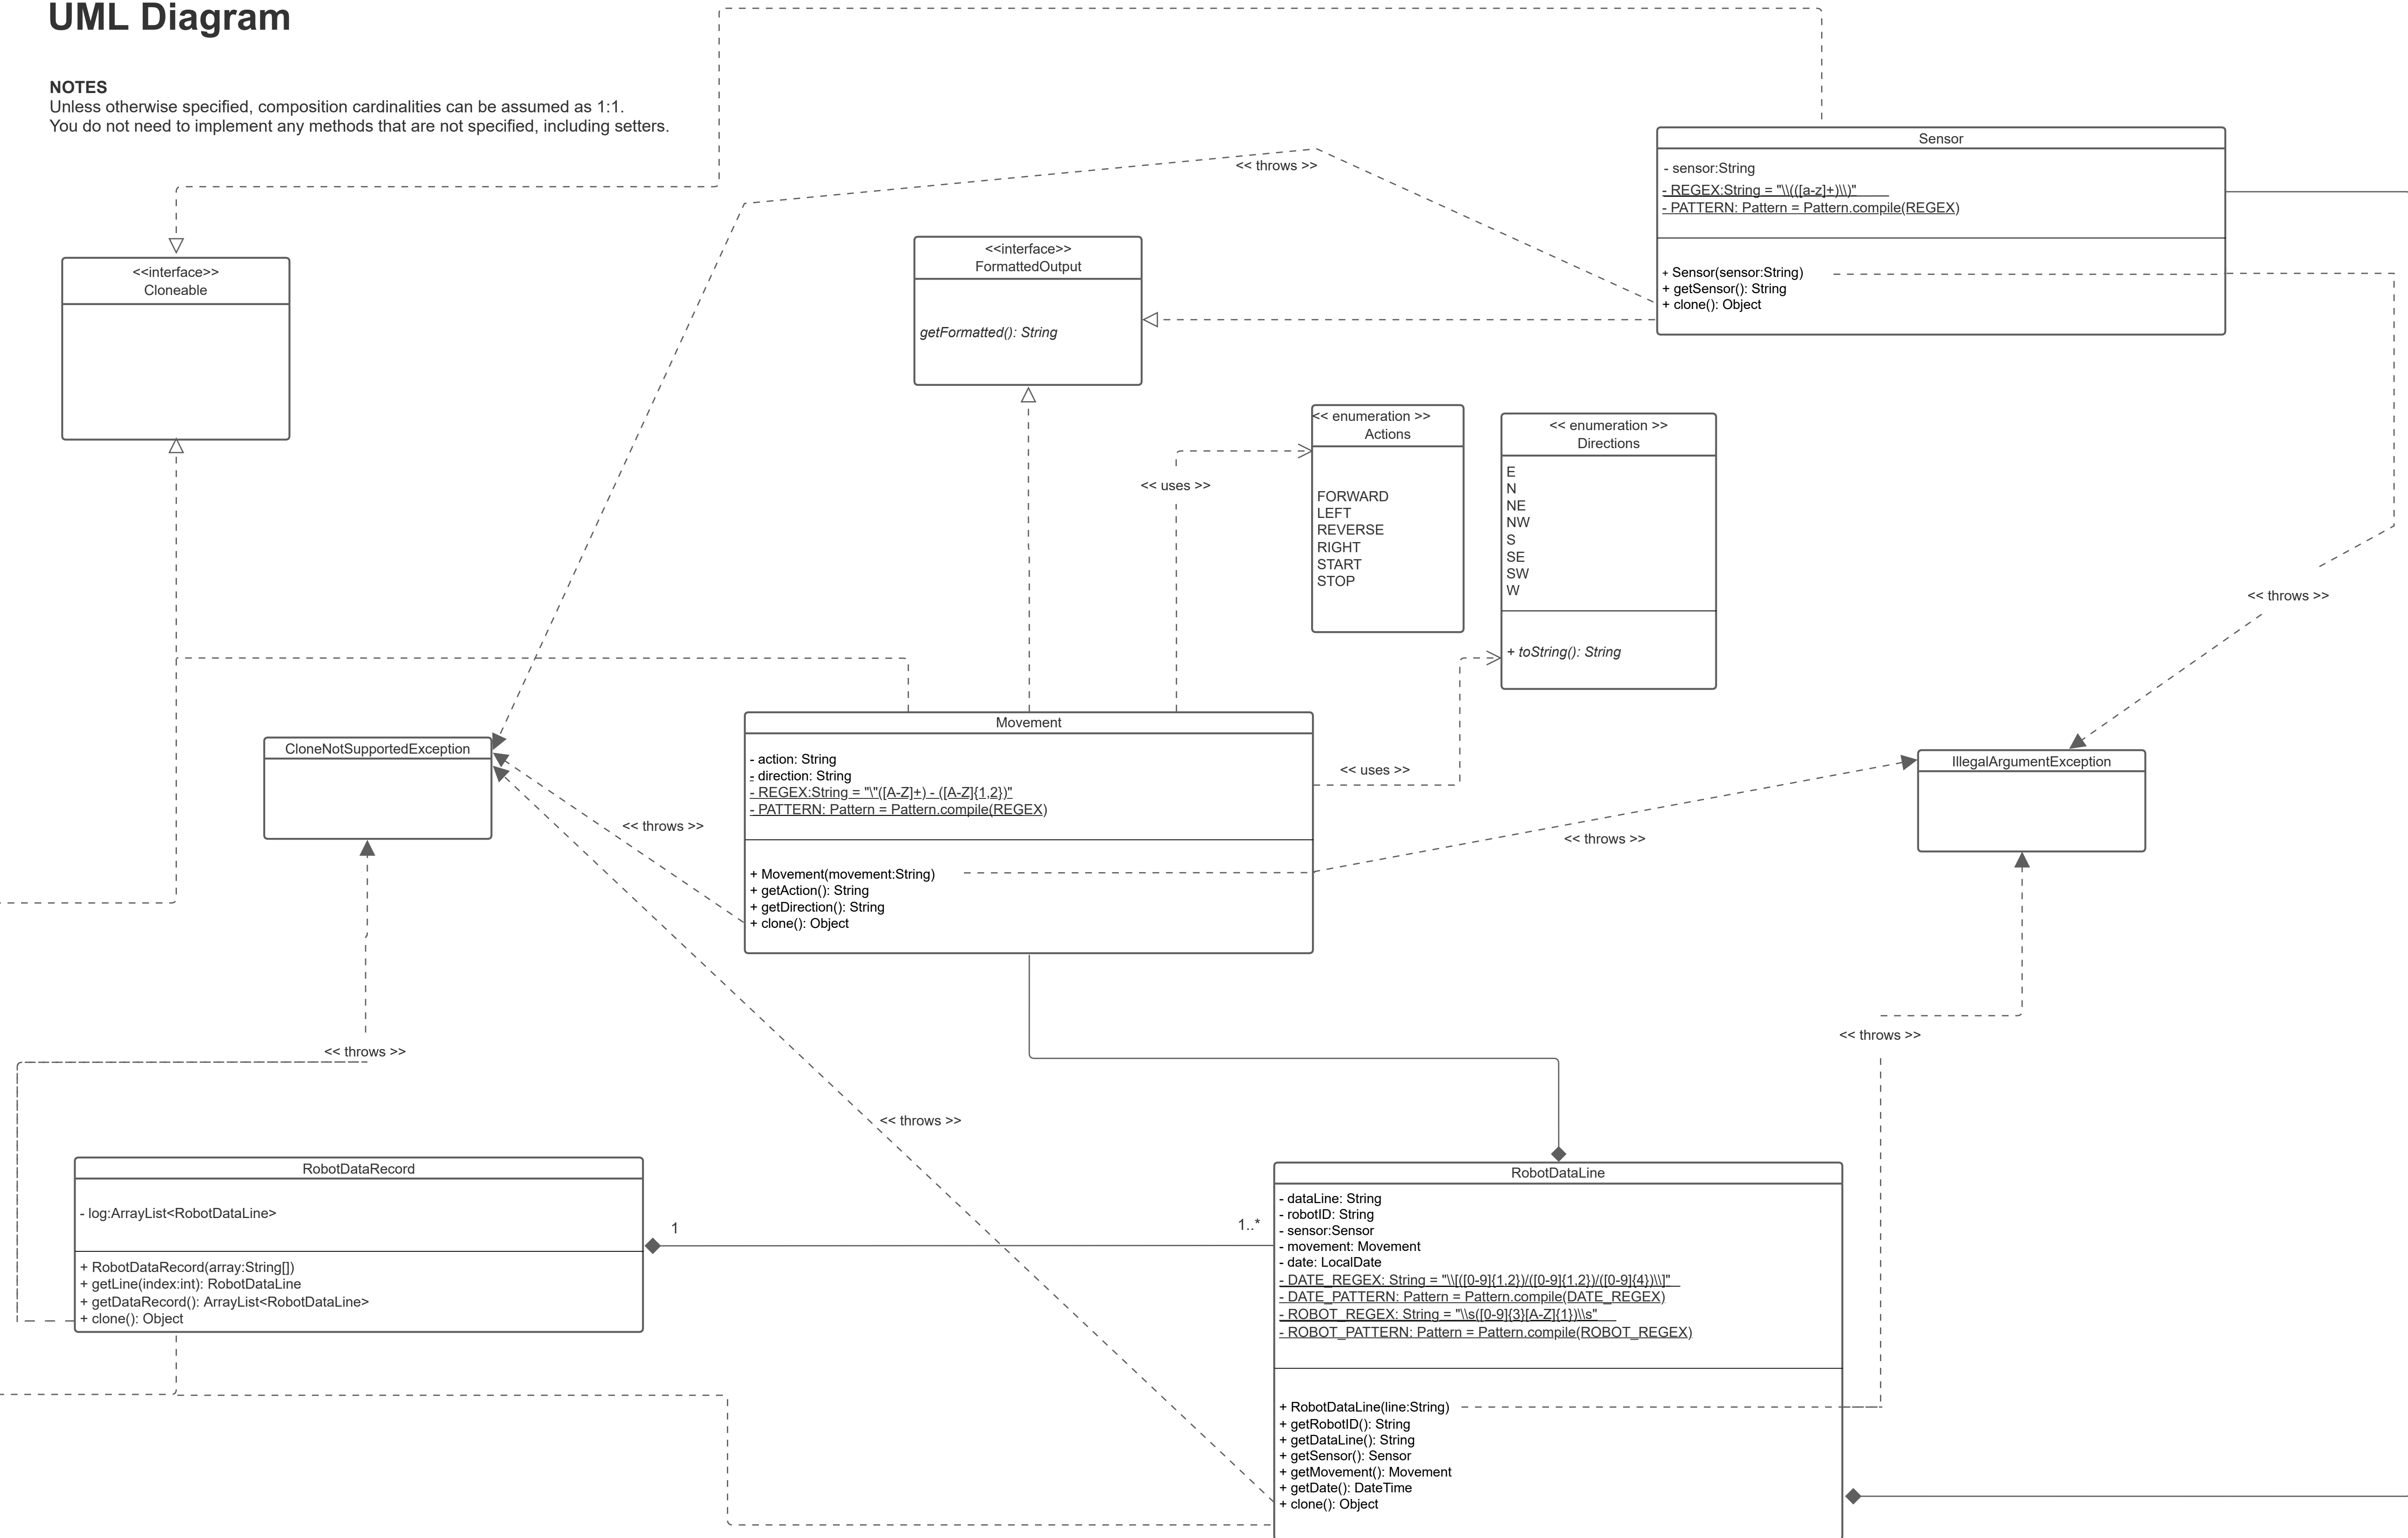 UML Diagram
NOTES
Unless otherwise specified, composition cardinalities can be assumed as 1:1.
You do not need to implement any methods that are not specified, including setters.
Sensor
- sensor:String
- REGEX:String = "\\(([a-z]+)\\)"
- PATTERN: Pattern = Pattern.compile(REGEX)
+ Sensor(sensor:String)
+ getSensor(): String
+ clone(): Object
<< throws >>
<<interface>>
FormattedOutput
getFormatted(): String
<<interface>>
Cloneable
<< enumeration >>
Actions
FORWARD
LEFT
REVERSE
RIGHT
START
STOP
<< enumeration >>
Directions
E
N
NE
NW
S
SE
SW
W
+ toString(): String
<< uses >>
<< throws >>
Movement
- action: String
- direction: String
- REGEX:String = "\"([A-Z]+) - ([A-Z]{1,2})"
- PATTERN: Pattern = Pattern.compile(REGEX)
+ Movement(movement:String)
+ getAction(): String
+ getDirection(): String
+ clone(): Object
CloneNotSupportedException
<< uses >>
IllegalArgumentException
<< throws >>
<< throws >>
<< throws >>
<< throws >>
<< throws >>
RobotDataRecord
- log:ArrayList<RobotDataLine>
+ RobotDataRecord(array:String[])
+ getLine(index:int): RobotDataLine
+ getDataRecord(): ArrayList<RobotDataLine>
+ clone(): Object
1
1..*
RobotDataLine
- dataLine: String
- robotID: String
- sensor:Sensor
- movement: Movement
- date: LocalDate
- DATE_REGEX: String = "\\[([0-9]{1,2})/([0-9]{1,2})/([0-9]{4})\\]"
- DATE_PATTERN: Pattern = Pattern.compile(DATE_REGEX)
- ROBOT_REGEX: String = "\\s([0-9]{3}[A-Z]{1})\\s"
- ROBOT_PATTERN: Pattern = Pattern.compile(ROBOT_REGEX)
+ RobotDataLine(line:String)
+ getRobotID(): String
+ getDataLine(): String
+ getSensor(): Sensor
+ getMovement(): Movement
+ getDate(): DateTime
+ clone(): Object